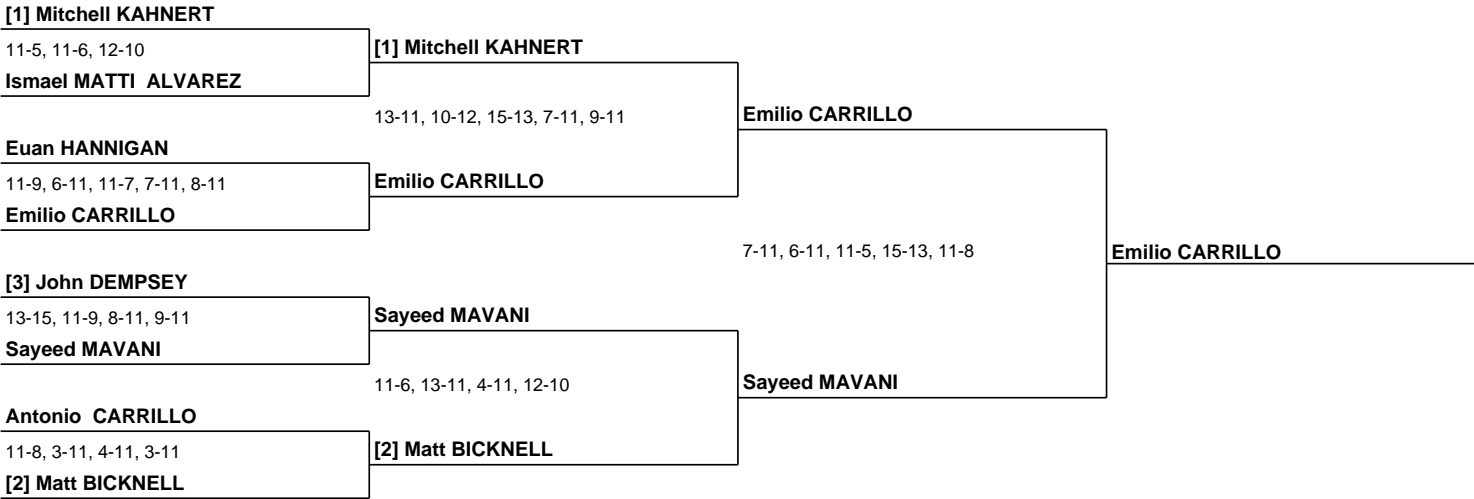 [1] Mitchell KAHNERT
11-5, 11-6, 12-10
Ismael MATTI  ALVAREZ
Euan HANNIGAN
11-9, 6-11, 11-7, 7-11, 8-11
Emilio CARRILLO
[3] John DEMPSEY
13-15, 11-9, 8-11, 9-11
Sayeed MAVANI
Antonio  CARRILLO
11-8, 3-11, 4-11, 3-11
[2] Matt BICKNELL
[1] Mitchell KAHNERT
13-11, 10-12, 15-13, 7-11, 9-11
Emilio CARRILLO
Sayeed MAVANI
11-6, 13-11, 4-11, 12-10
[2] Matt BICKNELL
Emilio CARRILLO
7-11, 6-11, 11-5, 15-13, 11-8
Sayeed MAVANI
Emilio CARRILLO